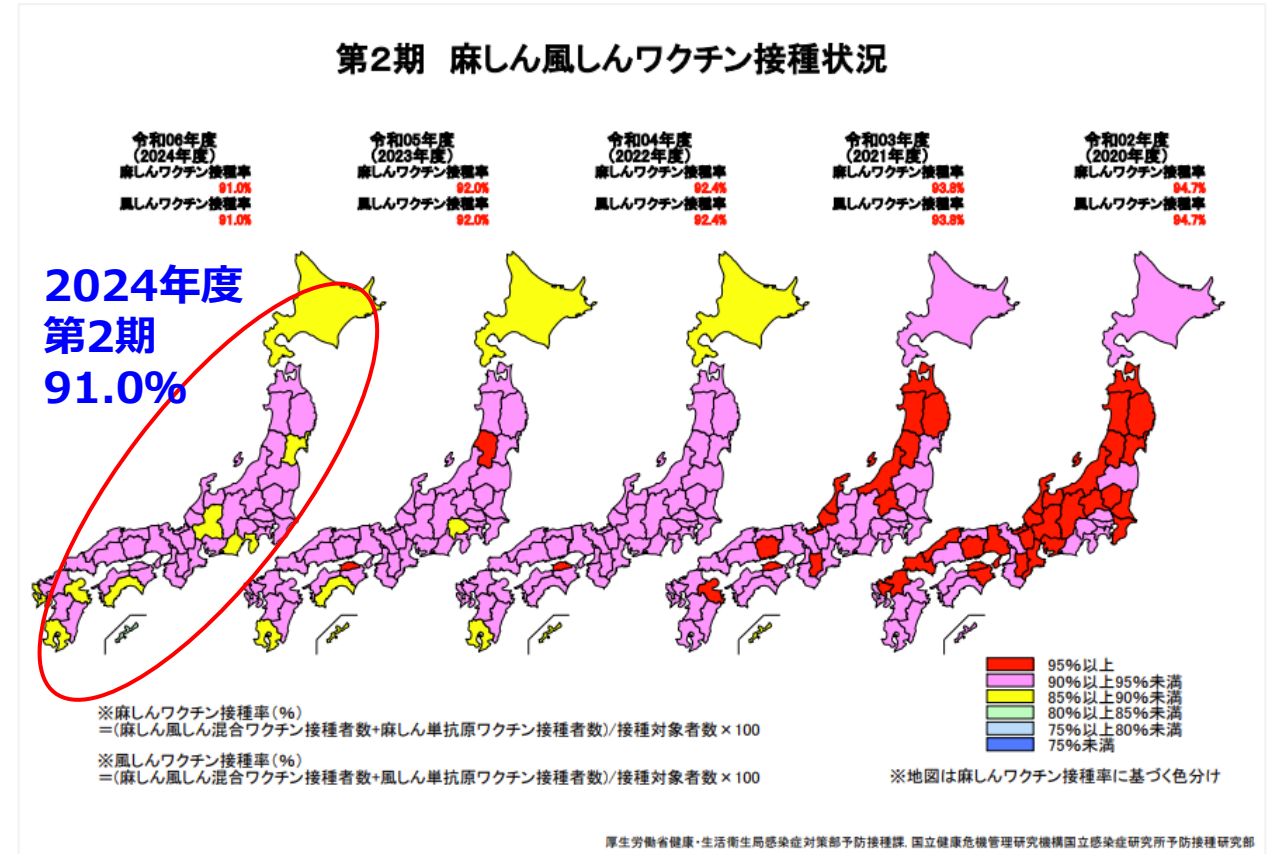 第2期 麻しん風しんワクチン接種状況
令和06年度
(2024年度)
麻しんワクチン接種率
91.0%
風しんワクチン接種率
91.0%
令和05年度
(2023年度)
麻しんワクチン接種率
92.0%
風しんワクチン接種率
92.0%
令和04年度
(2022年度)
麻しんワクチン接種率
92.4%
風しんワクチン接種率
92.4%
令和03年度
(2021年度)
麻しんワクチン接種率
93.8%
風しんワクチン接種率
93.8%
令和02年度
(2020年度)
麻しんワクチン接種率
94.7%
風しんワクチン接種率
94.7%
2024年度
第2期
91.0%
95%以上
90%以上95%未満
85%以上90%未満
80%以上85%未満
75%以上80%未満
75%未満
※麻しんワクチン接種率(%)
=(麻しん風しん混合ワクチン接種者数+麻しん単抗原ワクチン接種者数)/接種対象者数×100
※風しんワクチン接種率(%)
=(麻しん風しん混合ワクチン接種者数+風しん単抗原ワクチン接種者数)/接種対象者数×100
※地図は麻しんワクチン接種率に基づく色分け
厚生労働省健康・生活衛生局感染症対策部予防接種課, 国立健康危機管理研究機構国立感染症研究所予防接種研究部